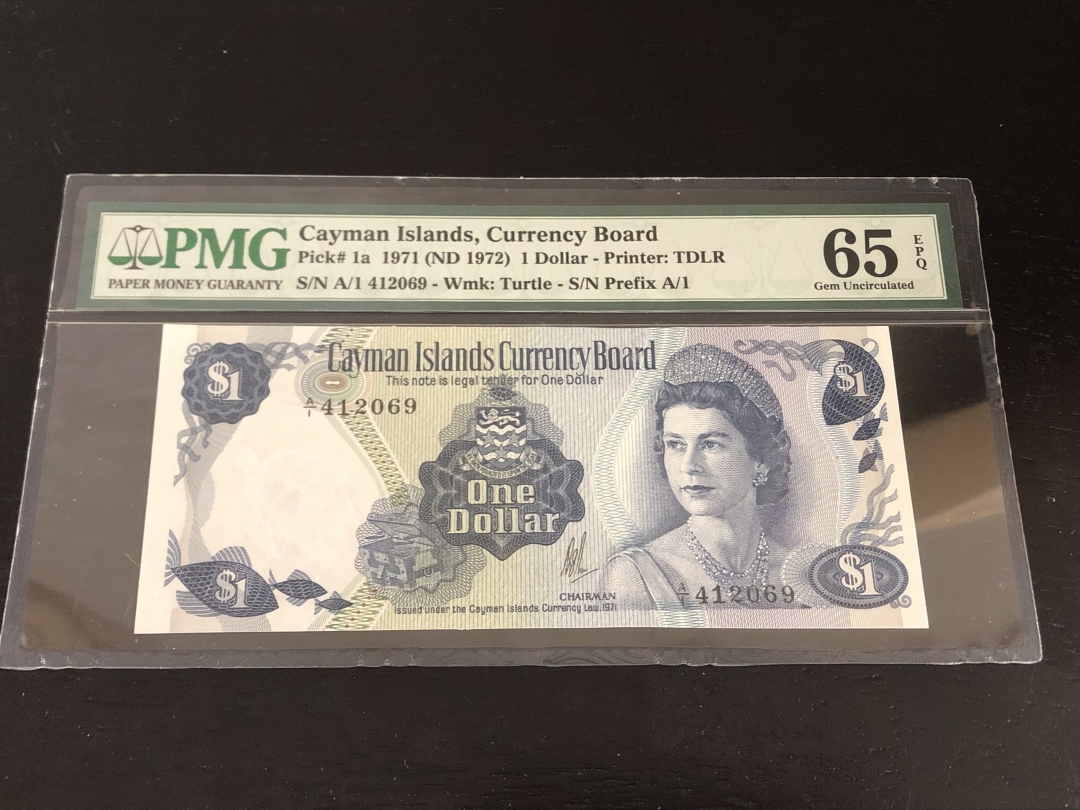 PMG
PAPER MONEY GUARANTY
Cayman Islands, Currency Board
Pick# 1a 1971 (ND 1972) 1 Dollar - Printer: TDLR
S/N A/1 412069 - Wmk: Turtle - S/N Prefix A/1
65 EPQ
Gem Uncirculated
$1
Cayman Islands Currency Board
This note is legal tender for One Dollar
$1
A/1 412069
One
Dollar
$1
CHAIRMAN
A/1 412069
$1
Issued under the Cayman Islands Currency Law. 1971